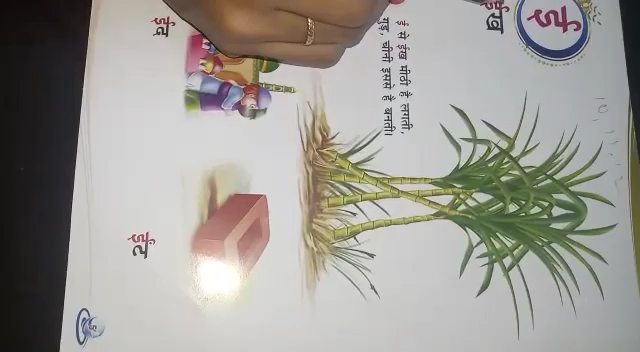 ई
ईख
ई से ईख मीठी है लगती,
गुड़, चीनी इससे है बनती।
ईद
ईंट